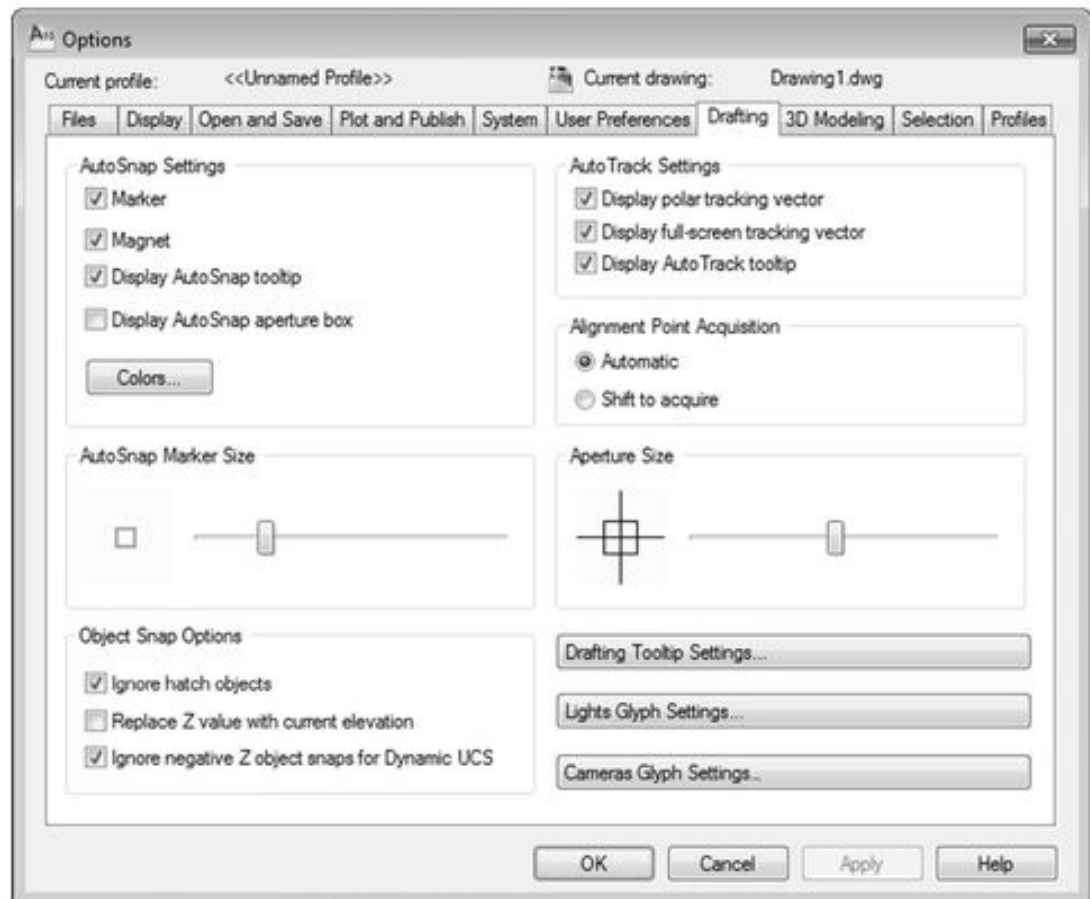 Options
Current profile: <<Unnamed Profile>> Current drawing: Drawing1.dwg
Files Display Open and Save Plot and Publish System User Preferences Drafting 3D Modeling Selection Profiles
AutoSnap Settings
Marker
Magnet
Display AutoSnap tooltip
Display AutoSnap aperture box
Colors...
AutoTrack Settings
Display polar tracking vector
Display full-screen tracking vector
Display AutoTrack tooltip
Alignment Point Acquisition
Automatic
Shift to acquire
AutoSnap Marker Size
Aperture Size
Object Snap Options
Ignore hatch objects
Replace Z value with current elevation
Ignore negative Z object snaps for Dynamic UCS
Drafting Tooltip Settings...
Lights Glyph Settings...
Cameras Glyph Settings...
OK Cancel Apply Help